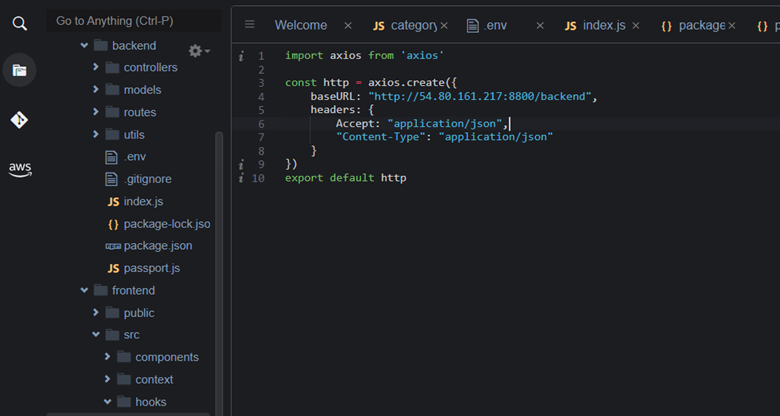 Go to Anything (Ctrl-P)
backend
controllers
models
routes
utils
.env
.gitignore
JS index.js
{ } package-lock.jso
package.json
JS passport.js
frontend
public
src
components
context
hooks
aws
Welcome ×
JS category ×
.env ×
JS index.js ×
{ } package ×
{ } p
i 1 import axios from 'axios'
2
3 const http = axios.create({
4 baseURL: "http://54.80.161.217:8800/backend",
5 headers: {
6 Accept: "application/json",
7 "Content-Type": "application/json"
8 }
i 9 })
i 10 export default http